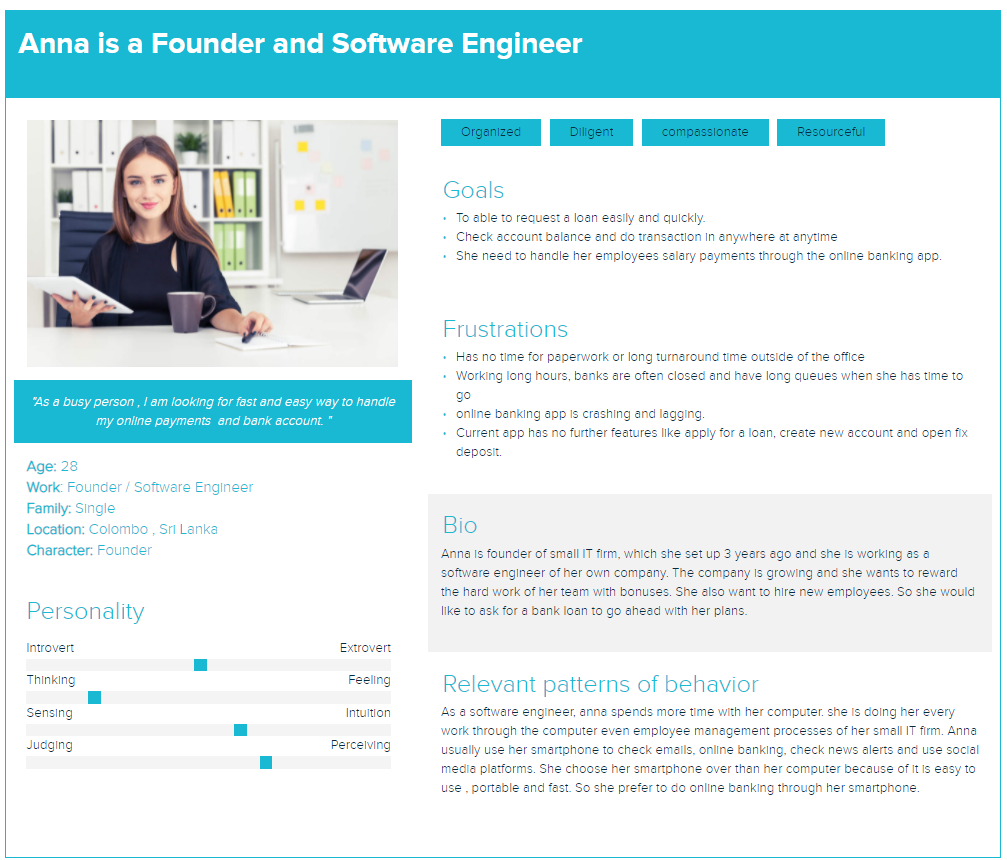 Anna is a Founder and Software Engineer
"As a busy person , I am looking for fast and easy way to handle
my online payments  and bank account. "
Age: 28
Work: Founder / Software Engineer
Family: Single
Location: Colombo , Sri Lanka
Character: Founder
Personality
Introvert Extrovert
Thinking Feeling
Sensing Intuition
Judging Perceiving
Organized Diligent compassionate Resourceful
Goals
• To able to request a loan easily and quickly.
• Check account balance and do transaction in anywhere at anytime
• She need to handle her employees salary payments through the online banking app.
Frustrations
• Has no time for paperwork or long turnaround time outside of the office
• Working long hours, banks are often closed and have long queues when she has time to
go
• online banking app is crashing and lagging.
• Current app has no further features like apply for a loan, create new account and open fix
deposit.
Bio
Anna is founder of small IT firm, which she set up 3 years ago and she is working as a
software engineer of her own company. The company is growing and she wants to reward
the hard work of her team with bonuses. She also want to hire new employees. So she would
like to ask for a bank loan to go ahead with her plans.
Relevant patterns of behavior
As a software engineer, anna spends more time with her computer. she is doing her every
work through the computer even employee management processes of her small IT firm. Anna
usually use her smartphone to check emails, online banking, check news alerts and use social
media platforms. She choose her smartphone over than her computer because of it is easy to
use , portable and fast. So she prefer to do online banking through her smartphone.